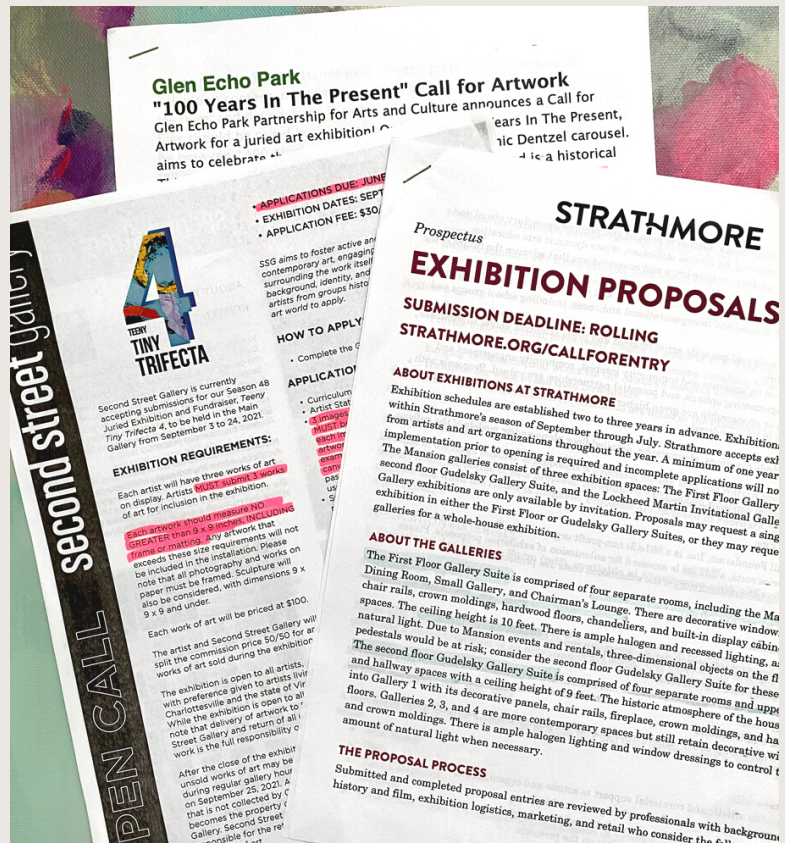 Glen Echo Park
"100 Years In The Present" Call for Artwork
Glen Echo Park Partnership for Arts and Culture announces a Call for
Artwork for a juried art exhibition!
ears In The Present,
aims to celebrate
nic Dentzel carousel.
is a historical
second street gallery
OPEN CALL
4
TEENY
TINY
TRIFECTA
Second Street Gallery is currently
accepting submissions for our Season 48
Juried Exhibition and Fundraiser, Teeny
Tiny Trifecta 4, to be held in the Main
Gallery from September 3 to 24, 2021.
EXHIBITION REQUIREMENTS:
Each artist will have three works of art
on display. Artists MUST submit 3 works
of art for inclusion in the exhibition.
Each artwork should measure NO
GREATER than 9 x 9 inches, INCLUDING
frame or matting. Any artwork that
exceeds these size requirements will not
be included in the installation. Please
note that all photography and works on
paper must be framed. Sculpture will
also be considered, with dimensions 9 x
9 x 9 and under.
Each work of art will be priced at $100.
The artist and Second Street Gallery will
split the commission price 50/50 for
works of art sold during the exhibition
The exhibition is open to all artists,
with preference given to artists
Charlottesville and the state of
While the exhibition is open to
note that delivery of artwork to
Street Gallery and return of all
work is the full responsibility
After the close of the
unsold works of art may be
during regular gallery
on September 25, 2021.
that is not collected by
becomes the property
Gallery. Second Street
for the
• APPLICATIONS DUE: JUNE
• EXHIBITION DATES: SEPT
• APPLICATION FEE: $30/
SSG aims to foster active
contemporary art, engaging
surrounding the work itself
background, identity, and
artists from groups
art world to apply.
HOW TO APPLY
• Complete the
APPLICATIO
• Curriculum
• Artist
• 3 images
MUST
STRATHMORE
Prospectus
EXHIBITION PROPOSALS
SUBMISSION DEADLINE: ROLLING
STRATHMORE.ORG/CALLFORENTRY
ABOUT EXHIBITIONS AT STRATHMORE
Exhibition schedules are established two to three years in advance. Exhibition
within Strathmore's season of September through July. Strathmore accepts
from artists and art organizations throughout the year. A minimum of one year
implementation prior to opening is required and incomplete applications will
The Mansion galleries consist of three exhibition spaces: The First Floor Gallery
second floor Gudelsky Gallery Suite, and the Lockheed Martin Invitational
Gallery exhibitions are only available by invitation. Proposals may request a
exhibition in either the First Floor or Gudelsky Gallery Suites, or they may
galleries for a whole-house exhibition.
ABOUT THE GALLERIES
The First Floor Gallery Suite is comprised of four separate rooms, including the
Dining Room, Small Gallery, and Chairman's Lounge. There are decorative
chair rails, crown moldings, hardwood floors, chandeliers, and built-in display
spaces. The ceiling height is 10 feet. There is ample halogen and recessed lighting,
natural light. Due to Mansion events and rentals, three-dimensional objects on the
pedestals would be at risk; consider the second floor Gudelsky Gallery Suite for these
The second floor Gudelsky Gallery Suite is comprised of four separate rooms and
and hallway spaces with a ceiling height of 9 feet. The historic atmosphere of the
into Gallery 1 with its decorative panels, chair rails, fireplace, crown moldings, and
floors. Galleries 2, 3, and 4 are more contemporary spaces but still retain decorative
and crown moldings. There is ample halogen lighting and window dressings to control
amount of natural light when necessary.
THE PROPOSAL PROCESS
Submitted and completed proposal entries are reviewed by professionals with
history and film, exhibition logistics, marketing, and retail who consider the